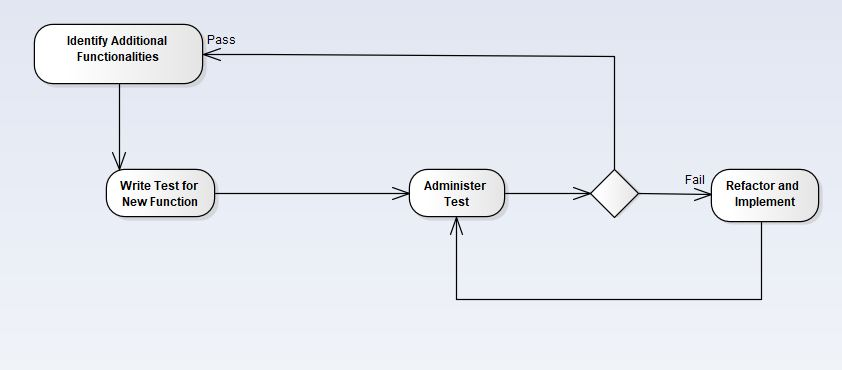 Identify Additional
Functionalities
Pass
Write Test for
New Function
Administer
Test
Fail
Refactor and
Implement